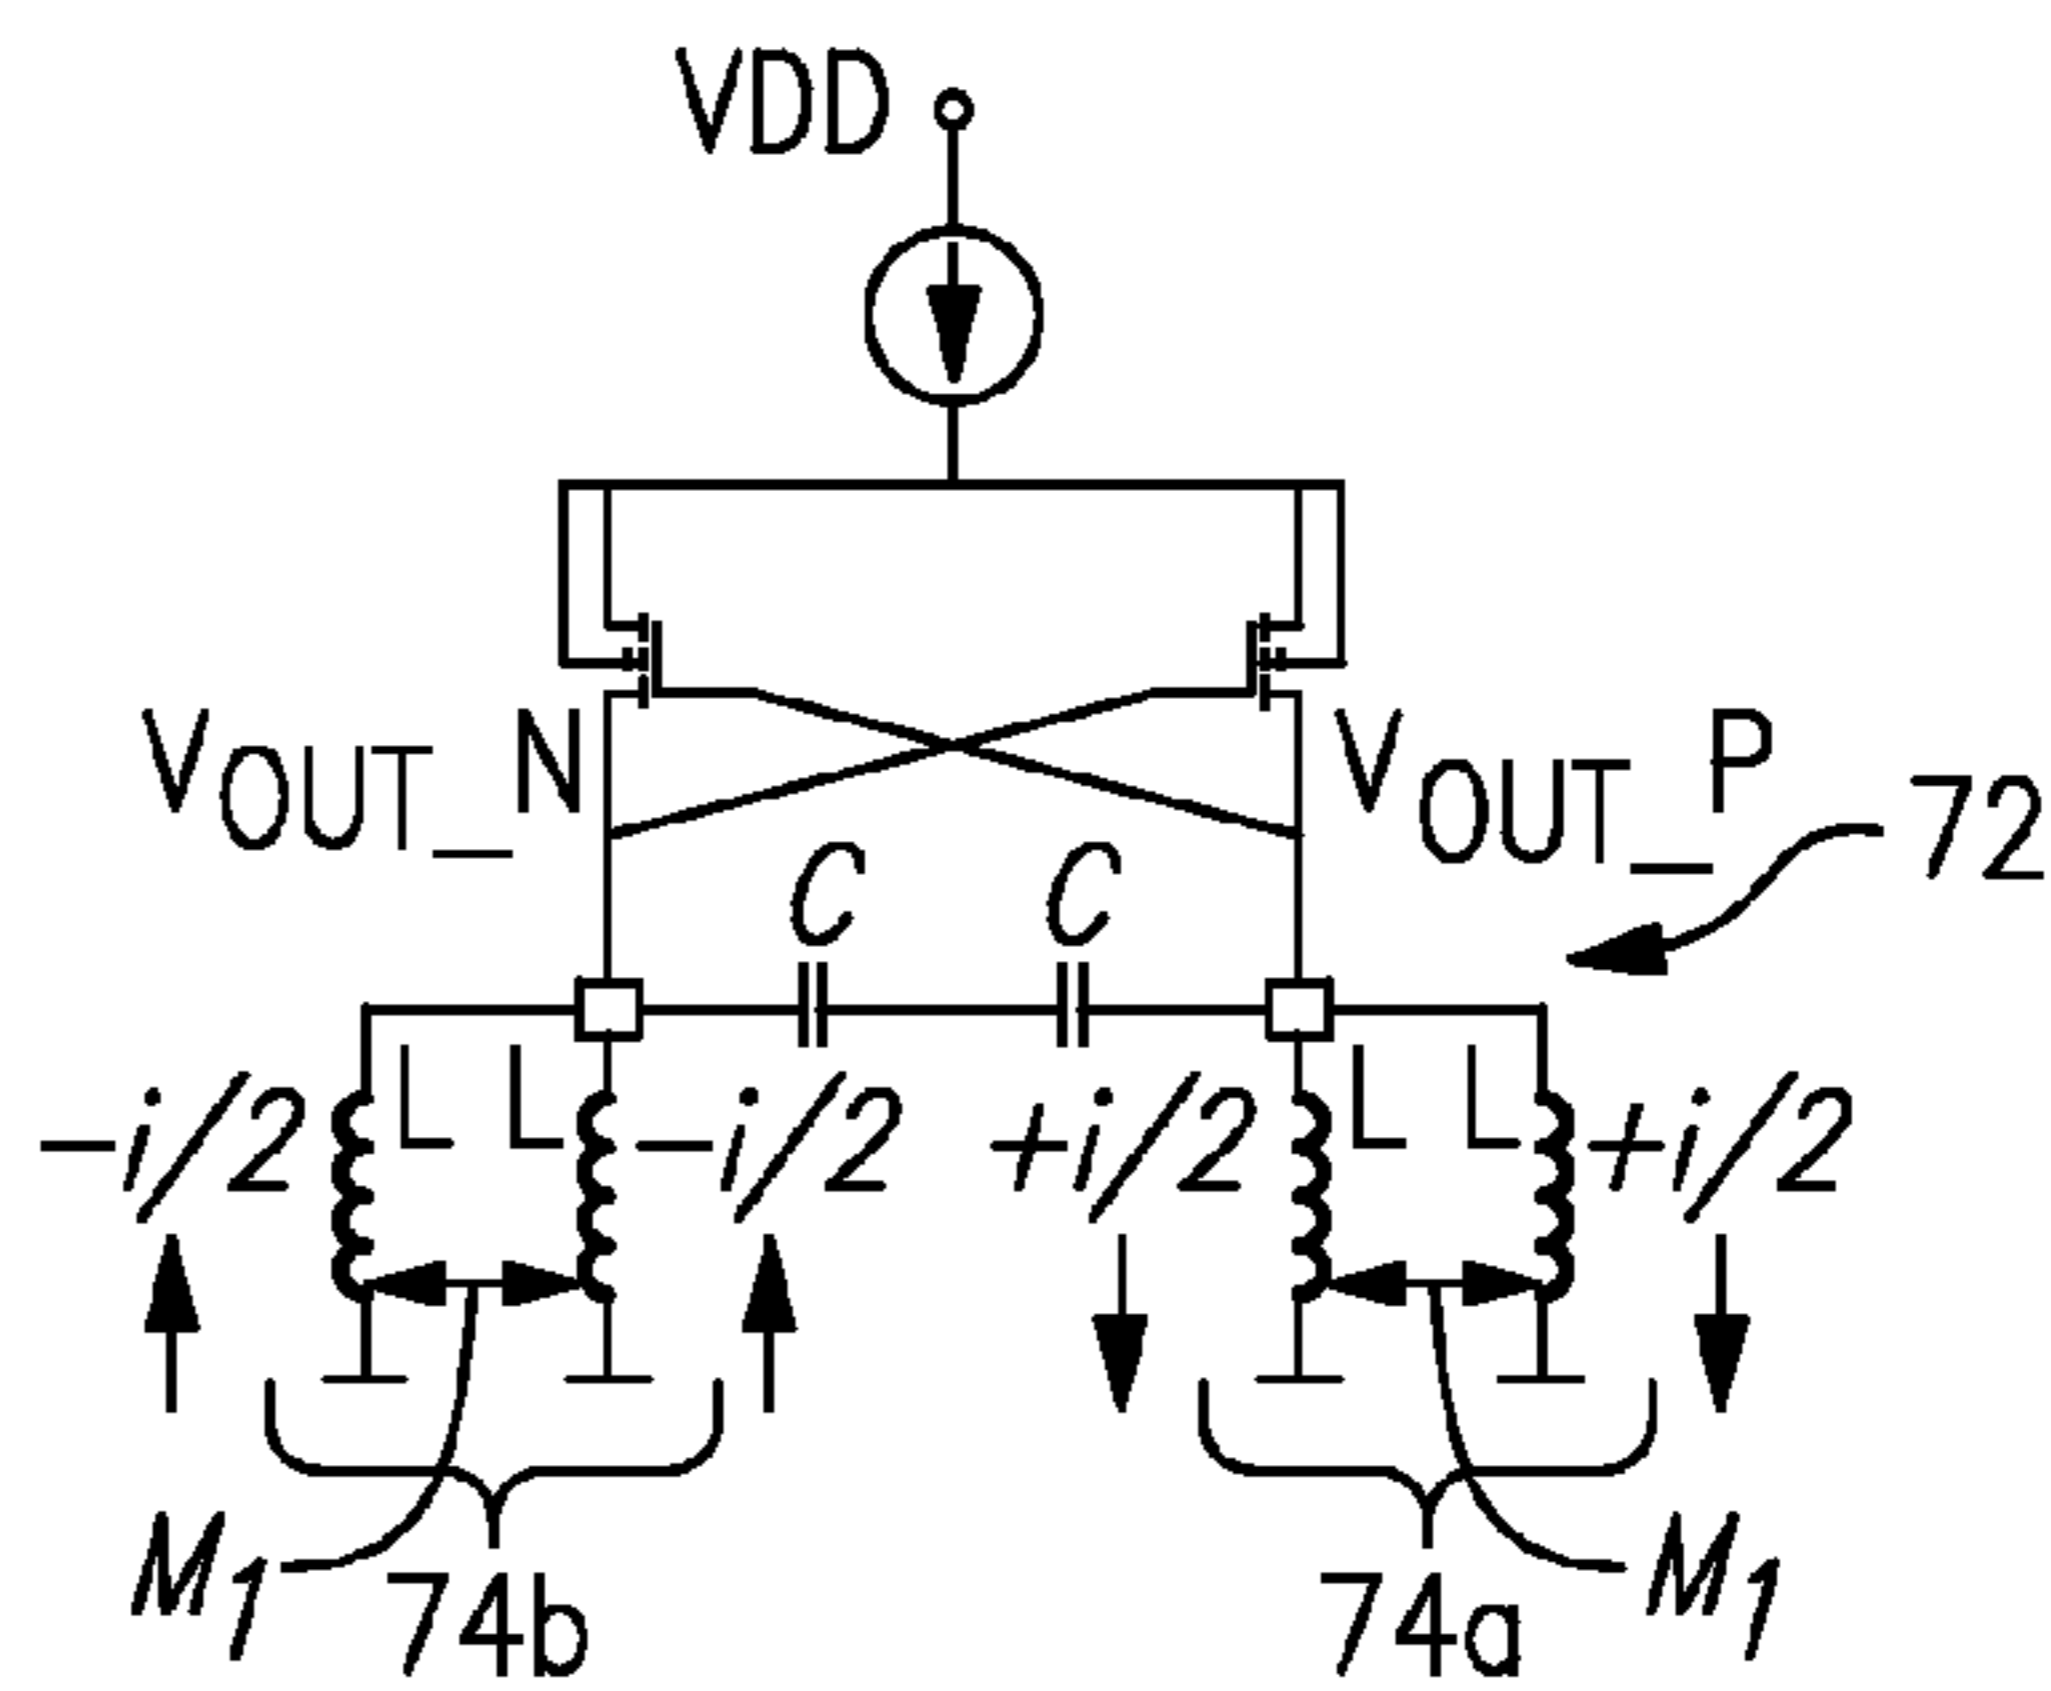 VDD
VOUT_N
VOUT_P
72
C C
-i/2 L L -i/2 +i/2 L L +i/2
M1 74b 74a M1